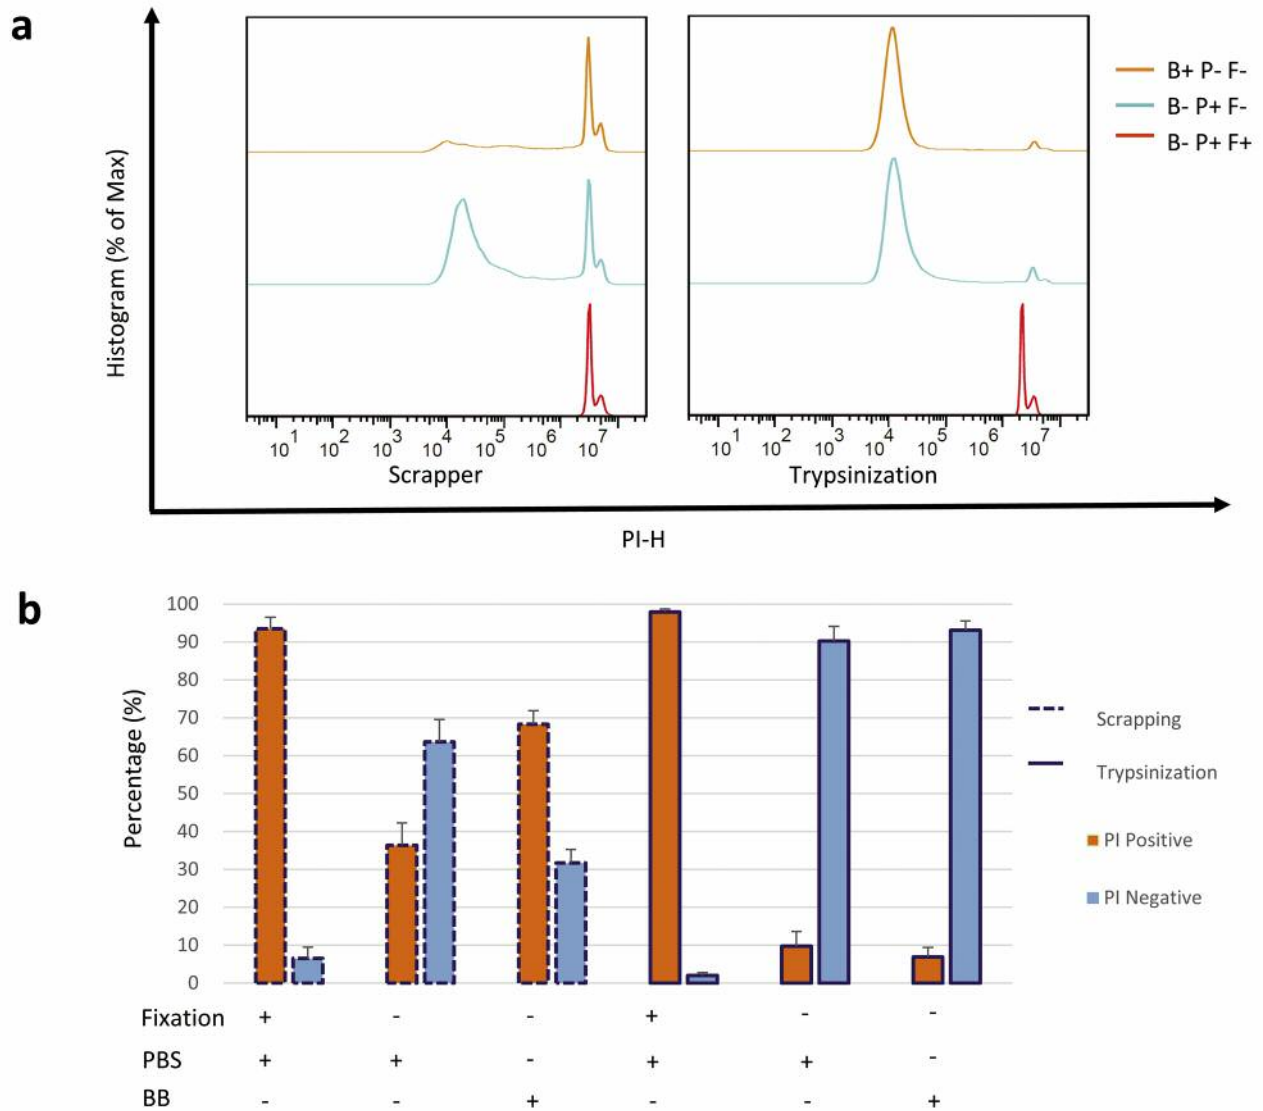 a
Histogram (% of Max)
B+ P- F-
B- P+ F-
B- P+ F+
10^1 10^2 10^3 10^4 10^5 10^6 10^7
10^1 10^2 10^3 10^4 10^5 10^6 10^7
Scrapper
Trypsinization
PI-H
b
Percentage (%)
100
90
80
70
60
50
40
30
20
10
0
Scrapping
Trypsinization
PI Positive
PI Negative
Fixation + - - + - -
PBS + + - + + -
BB - - + - - +